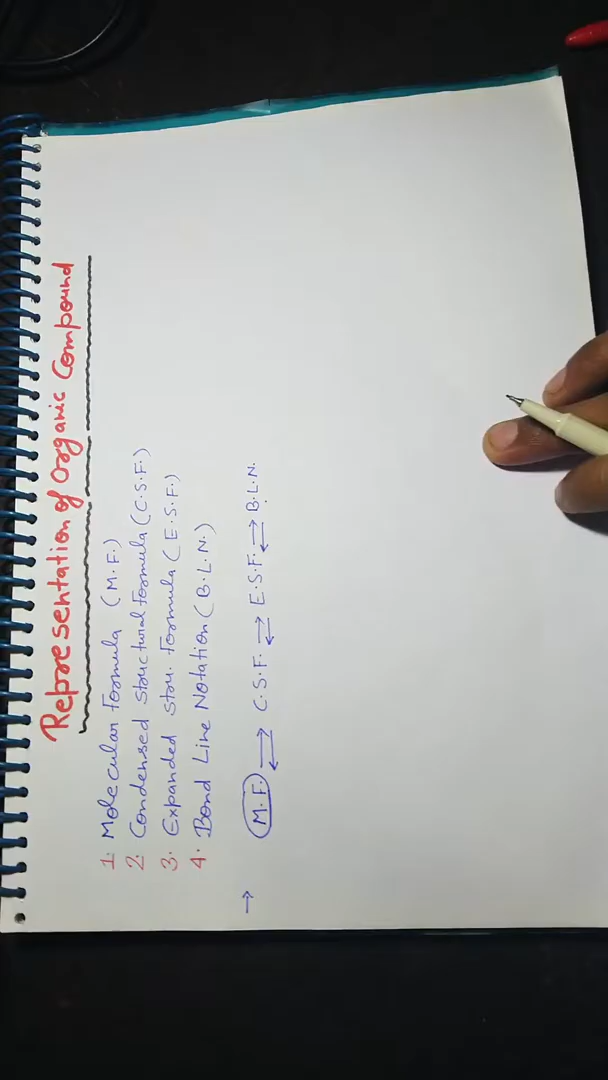 Representation of Organic Compound
1. Molecular Formula (M.F.)
2. Condensed Structural Formula (C.S.F.)
3. Expanded Stru. Formula (E.S.F.)
4. Bond Line Notation (B.L.N.)
→ M.F. ⇌ C.S.F. ⇌ E.S.F. ⇌ B.L.N.